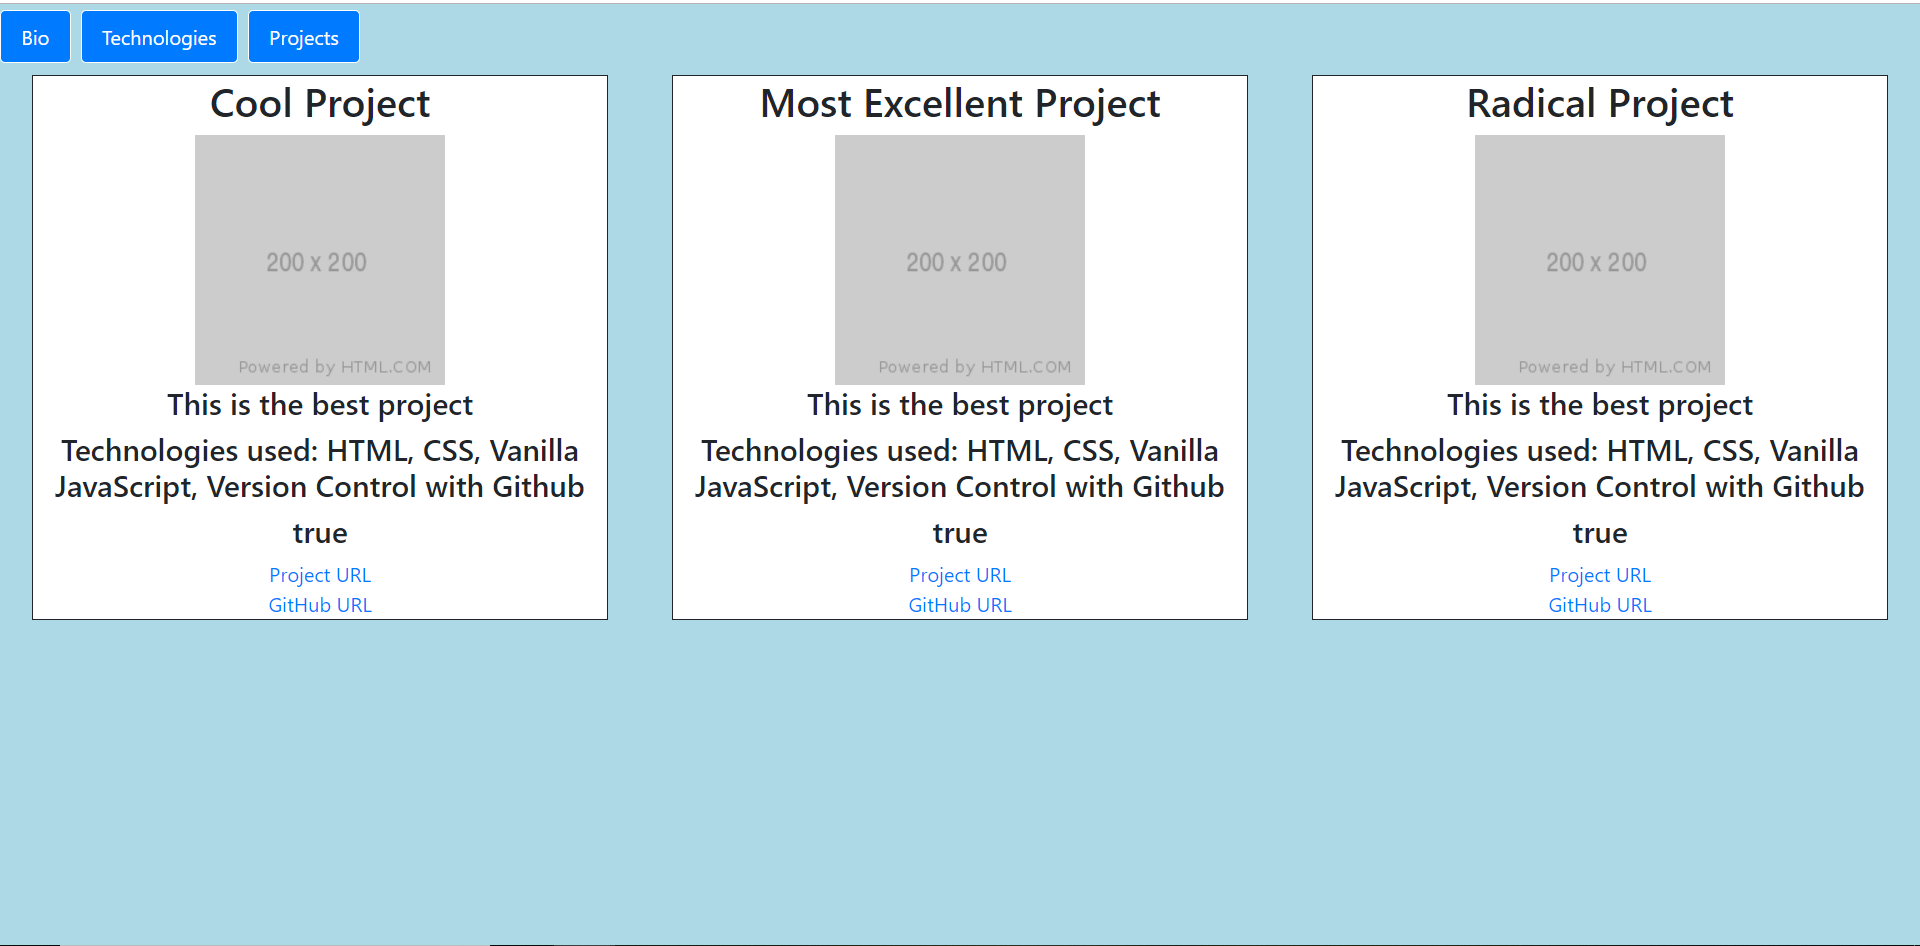 Bio
Technologies
Projects
Cool Project
200 x 200
Powered by HTML.COM
This is the best project
Technologies used: HTML, CSS, Vanilla
JavaScript, Version Control with Github
true
Project URL
GitHub URL
Most Excellent Project
200 x 200
Powered by HTML.COM
This is the best project
Technologies used: HTML, CSS, Vanilla
JavaScript, Version Control with Github
true
Project URL
GitHub URL
Radical Project
200 x 200
Powered by HTML.COM
This is the best project
Technologies used: HTML, CSS, Vanilla
JavaScript, Version Control with Github
true
Project URL
GitHub URL